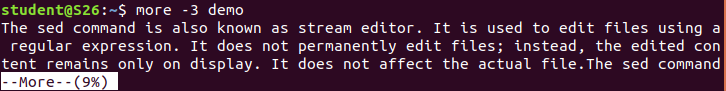 student@S26:~$ more -3 demo
The sed command is also known as stream editor. It is used to edit files using a
 regular expression. It does not permanently edit files; instead, the edited con
tent remains only on display. It does not affect the actual file.The sed command
--More--(9%)